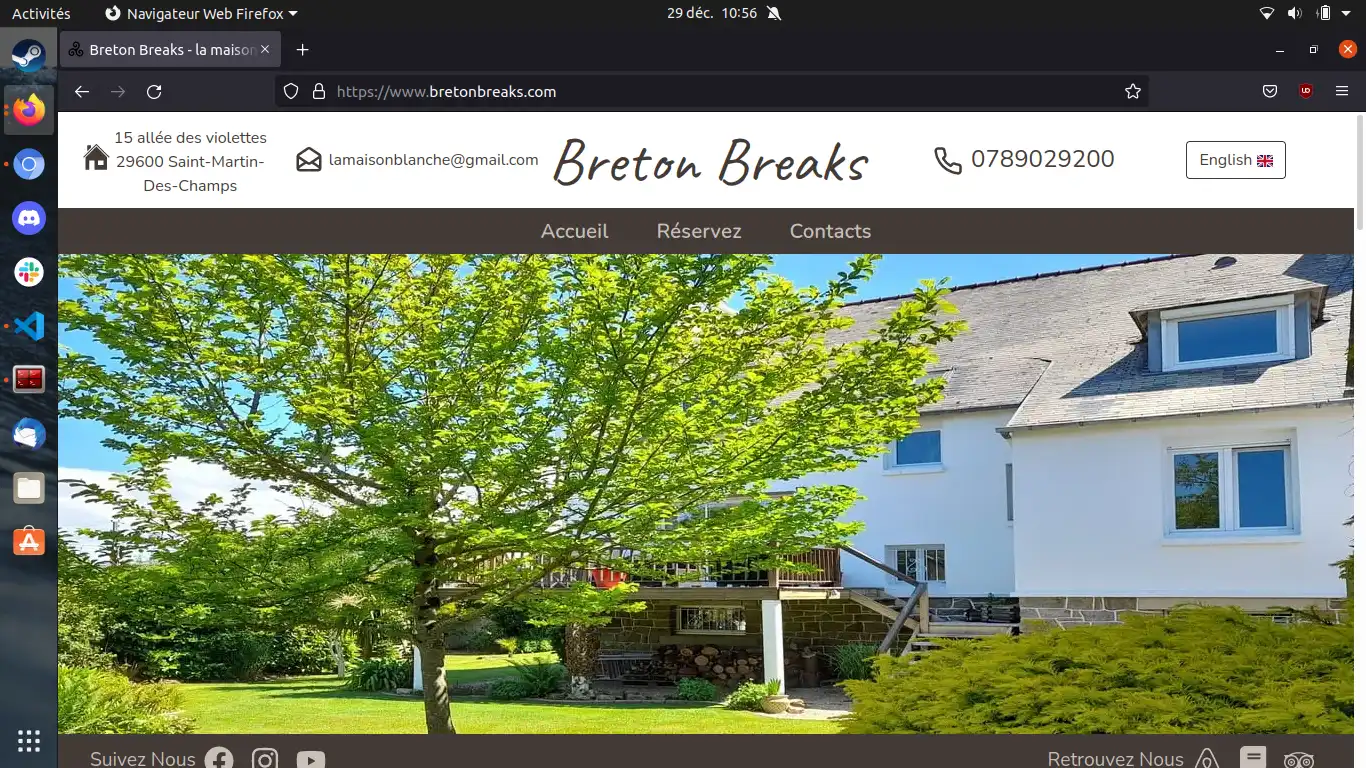 Activités
Navigateur Web Firefox
29 déc. 10:56
Breton Breaks - la maison
https://www.bretonbreaks.com
15 allée des violettes
29600 Saint-Martin-
Des-Champs
lamaisonblanche@gmail.com
Breton Breaks
0789029200
English
Accueil
Réservez
Contacts
Suivez Nous
Retrouvez Nous